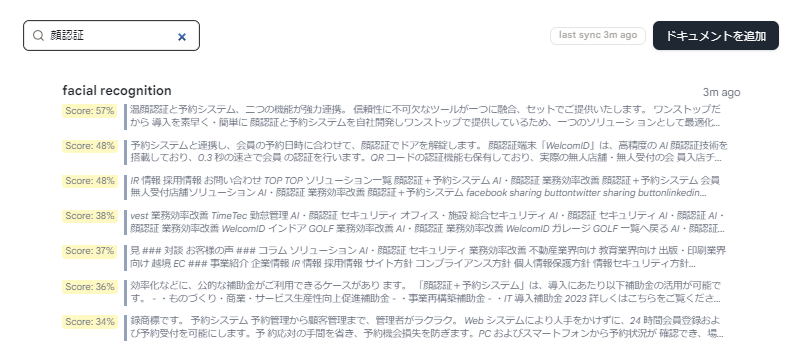 顔認証
×
last sync 3m ago
ドキュメントを追加
facial recognition
3m ago
Score: 57%
温顔認証と予約システム、二つの機能が強力連携。 信頼性に不可欠なツールが一つに融合、セットでご提供いたします。 ワンストップだ
から 導入を素早く・簡単に 顔認証と予約システムを自社開発しワンストップで提供しているため、一つのソリューションとして最適化...
Score: 48%
予約システムと連携し、会員の予約日時に合わせて、顔認証でドアを解錠します。 顔認証端末「WelcomID」は、高精度の AI 顔認証技術を
搭載しており、0.3 秒の速さで会員 の認証を行います。QR コードの認証機能も保有しており、実際の無人店舗・無人受付の会 員入店チ...
Score: 48%
IR 情報 採用情報 お問い合わせ TOP TOP ソリューション一覧 顔認証＋予約システム AI・顔認証 業務効率改善 顔認証＋予約システム 会員
無人受付店舗ソリューション AI・顔認証 業務効率改善 顔認証＋予約システム facebook sharing buttontwitter sharing buttonlinkedin...
Score: 38%
vest 業務効率改善 TimeTec 勤怠管理 AI・顔認証 セキュリティ オフィス・施設 総合セキュリティ AI・顔認証 セキュリティ AI・顔認証 AI・
顔認証 業務効率改善 WelcomID インドア GOLF 業務効率改善 AI・顔認証 業務効率改善 WelcomID ガレージ GOLF 一覧へ戻る AI・顔認証...
Score: 37%
見 ### 対談 お客様の声 ### コラム ソリューション AI・顔認証 セキュリティ 業務効率改善 不動産業界向け 教育業界向け 出版・印刷業界
向け 越境 EC ### 事業紹介 企業情報 IR 情報 採用情報 サイト方針 コンプライアンス方針 個人情報保護方針 情報セキュリティ方針...
Score: 36%
効率化などに、公的な補助金がご利用できるケースがあり ます。 「顔認証＋予約システム」は、導入にあたり以下補助金の活用が可能で
す。 - ・ものづくり・商業・サービス生産性向上促進補助金 - ・事業再構築補助金 - ・IT 導入補助金 2023 詳しくはこちらをご覧くださ...
Score: 34%
録商標です。 予約システム 予約管理から顧客管理まで、管理者がラクラク。 Web システムにより人手をかけずに、24 時間会員登録およ
び予約受付を可能にします。予 約応対の手間を省き、予約機会損失を防ぎます。PC およびスマートフォンから予約状況が 確認でき、場...